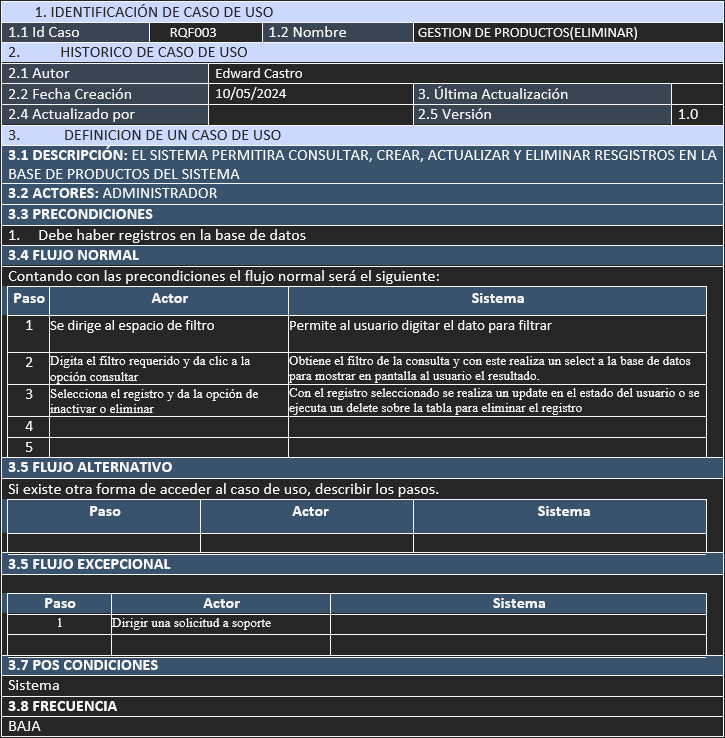 1. IDENTIFICACIÓN DE CASO DE USO
1.1 Id Caso RQF003 1.2 Nombre GESTION DE PRODUCTOS(ELIMINAR)
2. HISTORICO DE CASO DE USO
2.1 Autor Edward Castro
2.2 Fecha Creación 10/05/2024 3. Última Actualización
2.4 Actualizado por 2.5 Versión 1.0
3. DEFINICION DE UN CASO DE USO
3.1 DESCRIPCIÓN: EL SISTEMA PERMITIRA CONSULTAR, CREAR, ACTUALIZAR Y ELIMINAR RESGISTROS EN LA
BASE DE PRODUCTOS DEL SISTEMA
3.2 ACTORES: ADMINISTRADOR
3.3 PRECONDICIONES
1. Debe haber registros en la base de datos
3.4 FLUJO NORMAL
Contando con las precondiciones el flujo normal será el siguiente:
Paso Actor Sistema
1 Se dirige al espacio de filtro Permite al usuario digitar el dato para filtrar
2 Digita el filtro requerido y da clic a la Obtiene el filtro de la consulta y con este realiza un select a la base de datos
opción consultar para mostrar en pantalla al usuario el resultado.
3 Selecciona el registro y da la opción de Con el registro seleccionado se realiza un update en el estado del usuario o se
inactivar o eliminar ejecuta un delete sobre la tabla para eliminar el registro
4
5
3.5 FLUJO ALTERNATIVO
Si existe otra forma de acceder al caso de uso, describir los pasos.
Paso Actor Sistema
3.5 FLUJO EXCEPCIONAL
Paso Actor Sistema
1 Dirigir una solicitud a soporte
3.7 POS CONDICIONES
Sistema
3.8 FRECUENCIA
BAJA